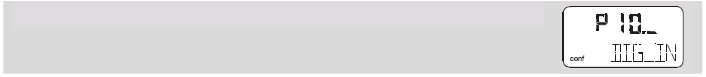 P 10.
conf DIG_IN